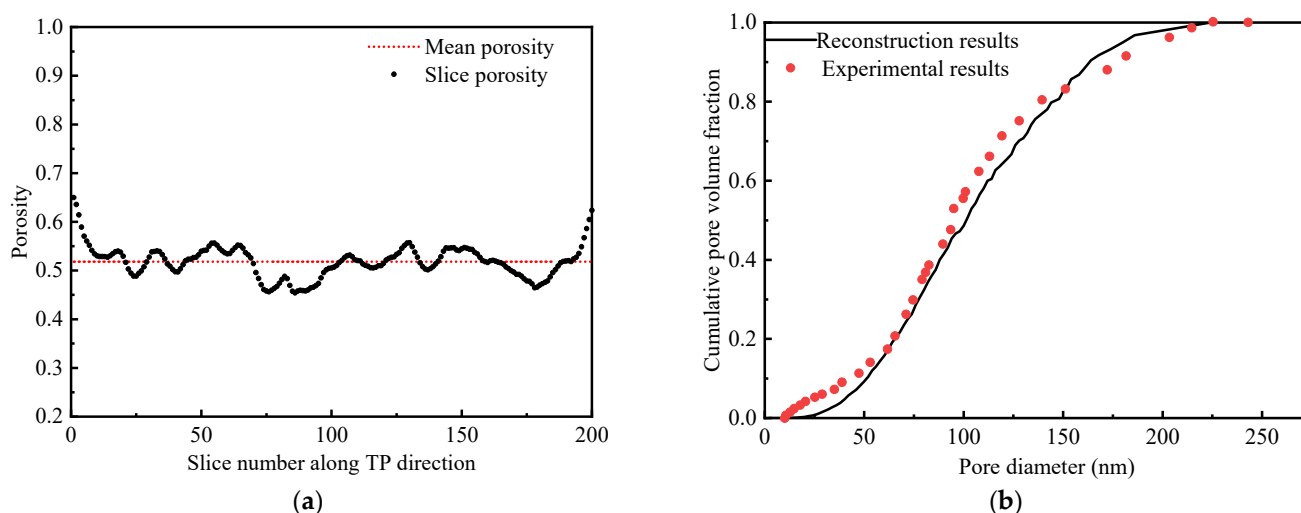 1.0
0.9
0.8
0.7
0.6
0.5
0.4
0.3
0.2
Porosity
Mean porosity
Slice porosity
0
50
100
150
200
Slice number along TP direction
(a)
1.0
0.8
0.6
0.4
0.2
0.0
Cumulative pore volume fraction
Reconstruction results
Experimental results
0
50
100
150
200
250
Pore diameter (nm)
(b)